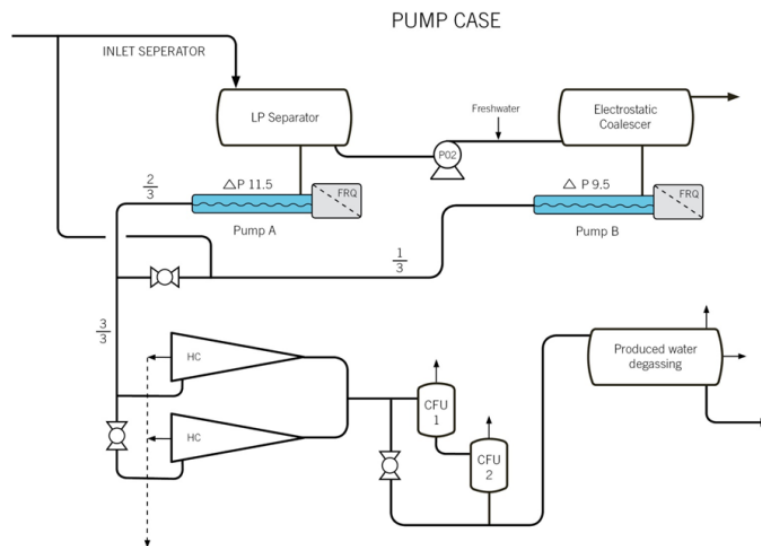 PUMP CASE
INLET SEPERATOR
LP Separator
Freshwater
Electrostatic
Coalescer
P02
2
3
△P 11.5
FRQ
Pump A
△ P 9.5
FRQ
Pump B
1
3
3
3
HC
HC
CFU
1
CFU
2
Produced water
degassing